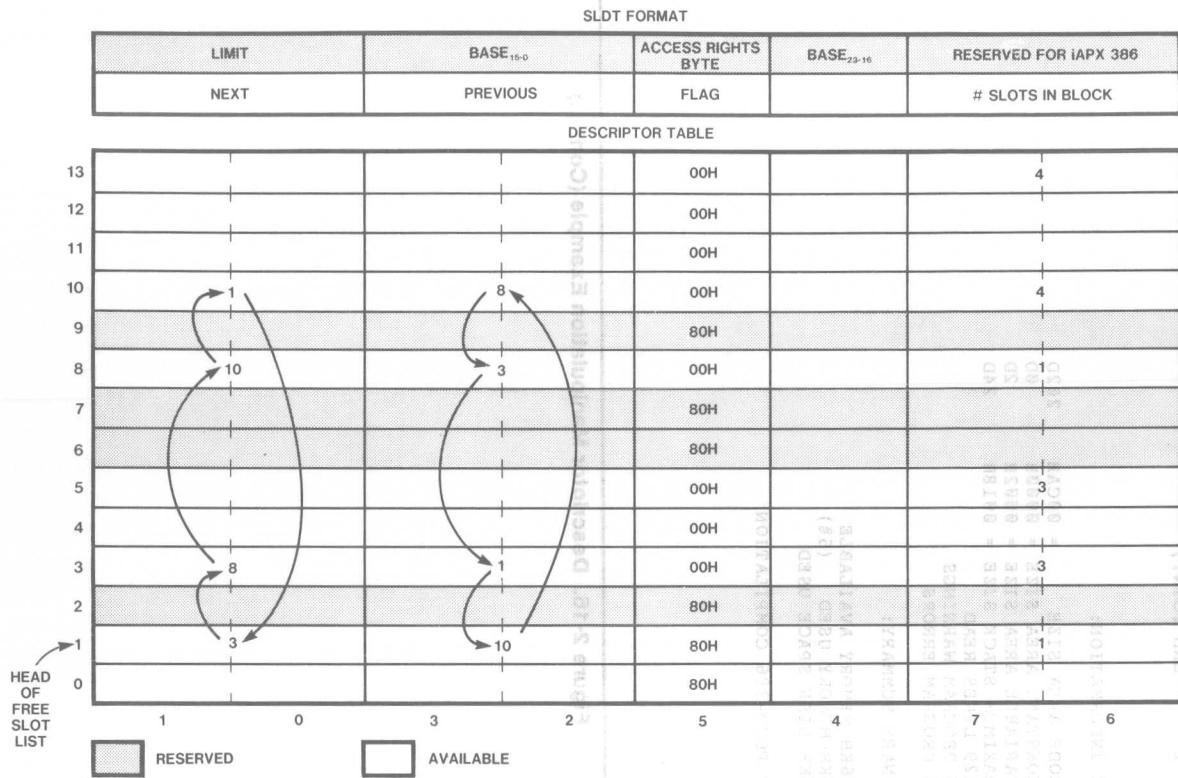 SLDT FORMAT
LIMIT BASE15-0 ACCESS RIGHTS BYTE BASE23-16 RESERVED FOR iAPX 386
NEXT PREVIOUS FLAG # SLOTS IN BLOCK
DESCRIPTOR TABLE
13 00H 4
12 00H
11 00H
10 1 8 00H 4
9 80H
8 10 3 00H 1
7 80H
6 80H
5 00H 3
4 00H
3 8 1 00H 3
2 80H
1 3 10 80H 1
0 80H
HEAD
OF
FREE
SLOT
LIST
1 0 3 2 5 4 7 6
RESERVED AVAILABLE